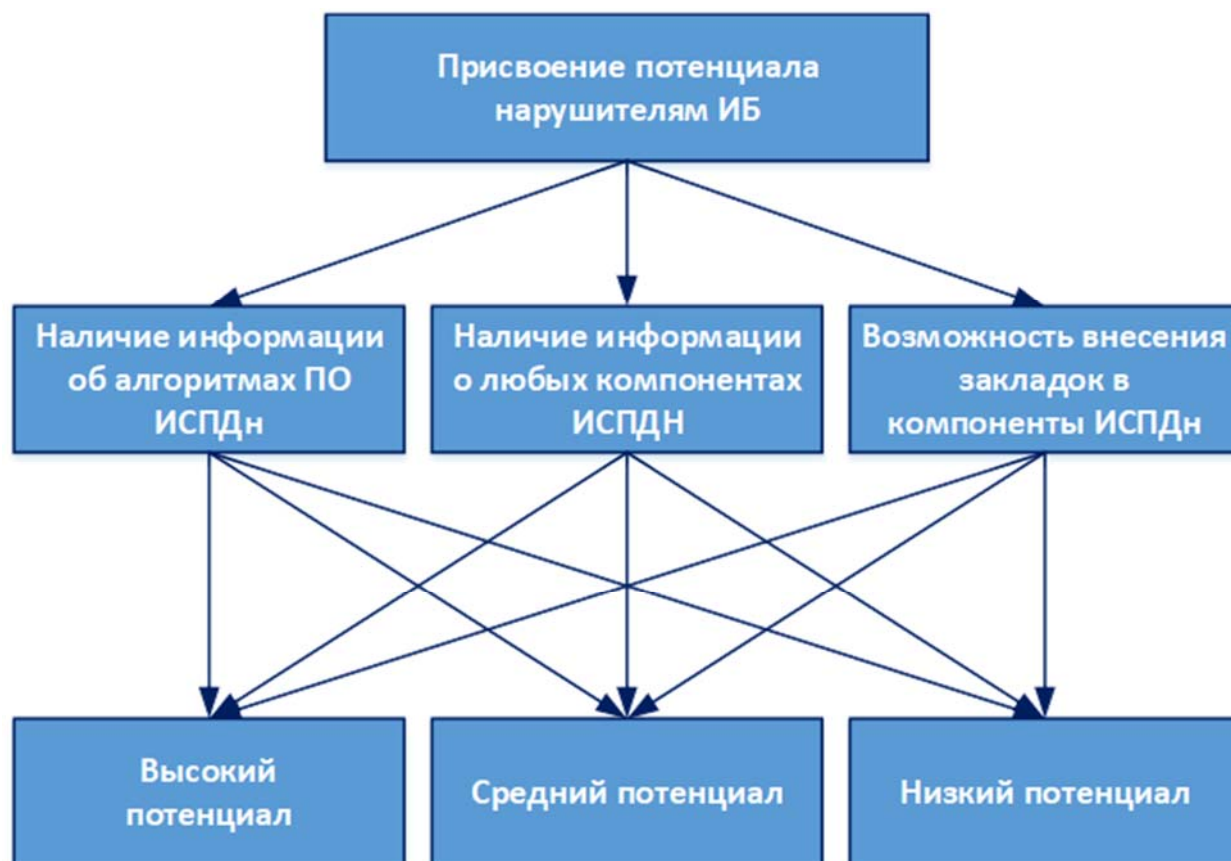 Присвоение потенциала
нарушителям ИБ
Наличие информации
об алгоритмах ПО
ИСПДн
Наличие информации
о любых компонентах
ИСПДН
Возможность внесения
закладок в
компоненты ИСПДн
Высокий
потенциал
Средний потенциал
Низкий потенциал